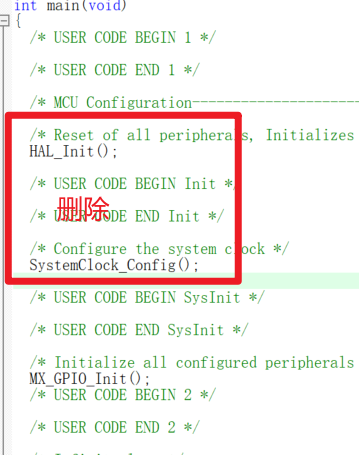 int main(void)
{
/* USER CODE BEGIN 1 */
/* USER CODE END 1 */
/* MCU Configuration--------------------
/* Reset of all peripherals, Initializes
HAL_Init();
/* USER CODE BEGIN Init */
删除
/* USER CODE END Init */
/* Configure the system clock */
SystemClock_Config();
/* USER CODE BEGIN SysInit */
/* USER CODE END SysInit */
/* Initialize all configured peripherals
MX_GPIO_Init();
/* USER CODE BEGIN 2 */
/* USER CODE END 2 */